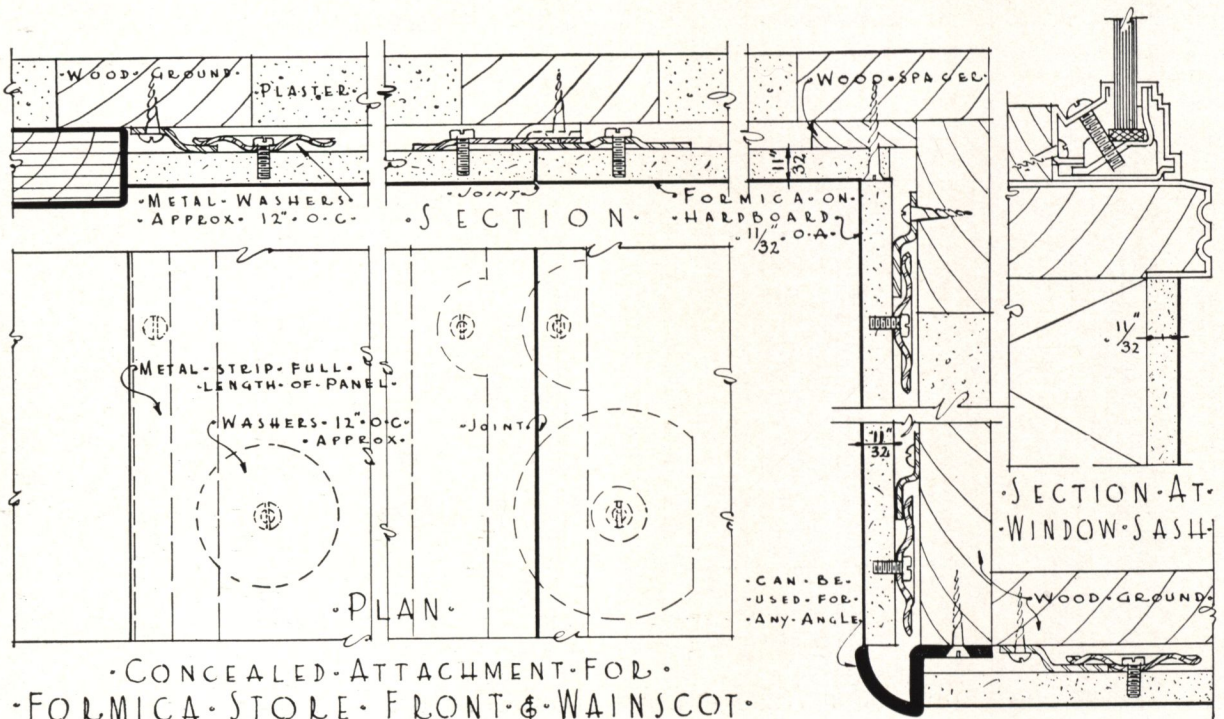 ·WOOD·GROUND·
·PLASTER·
·WOOD·SPACER·
·METAL·WASHERS·
·APPROX· 12"·O·C·
·JOINT·
·SECTION·
·FORMICA·ON·
·HARDBOARD·
·11/32"·O·A·
11"/32
·METAL·STRIP·FULL·
·LENGTH·OF·PANEL·
·WASHERS·12"·O·C·
·APPROX·
·JOINT·
11"/32
11"/32
·PLAN·
·SECTION·AT·
·WINDOW·SASH·
·CAN·BE·
·USED·FOR·
·ANY·ANGLE·
·WOOD·GROUND·
·CONCEALED·ATTACHMENT·FOR·
·FORMICA·STORE·FRONT·&·WAINSCOT·